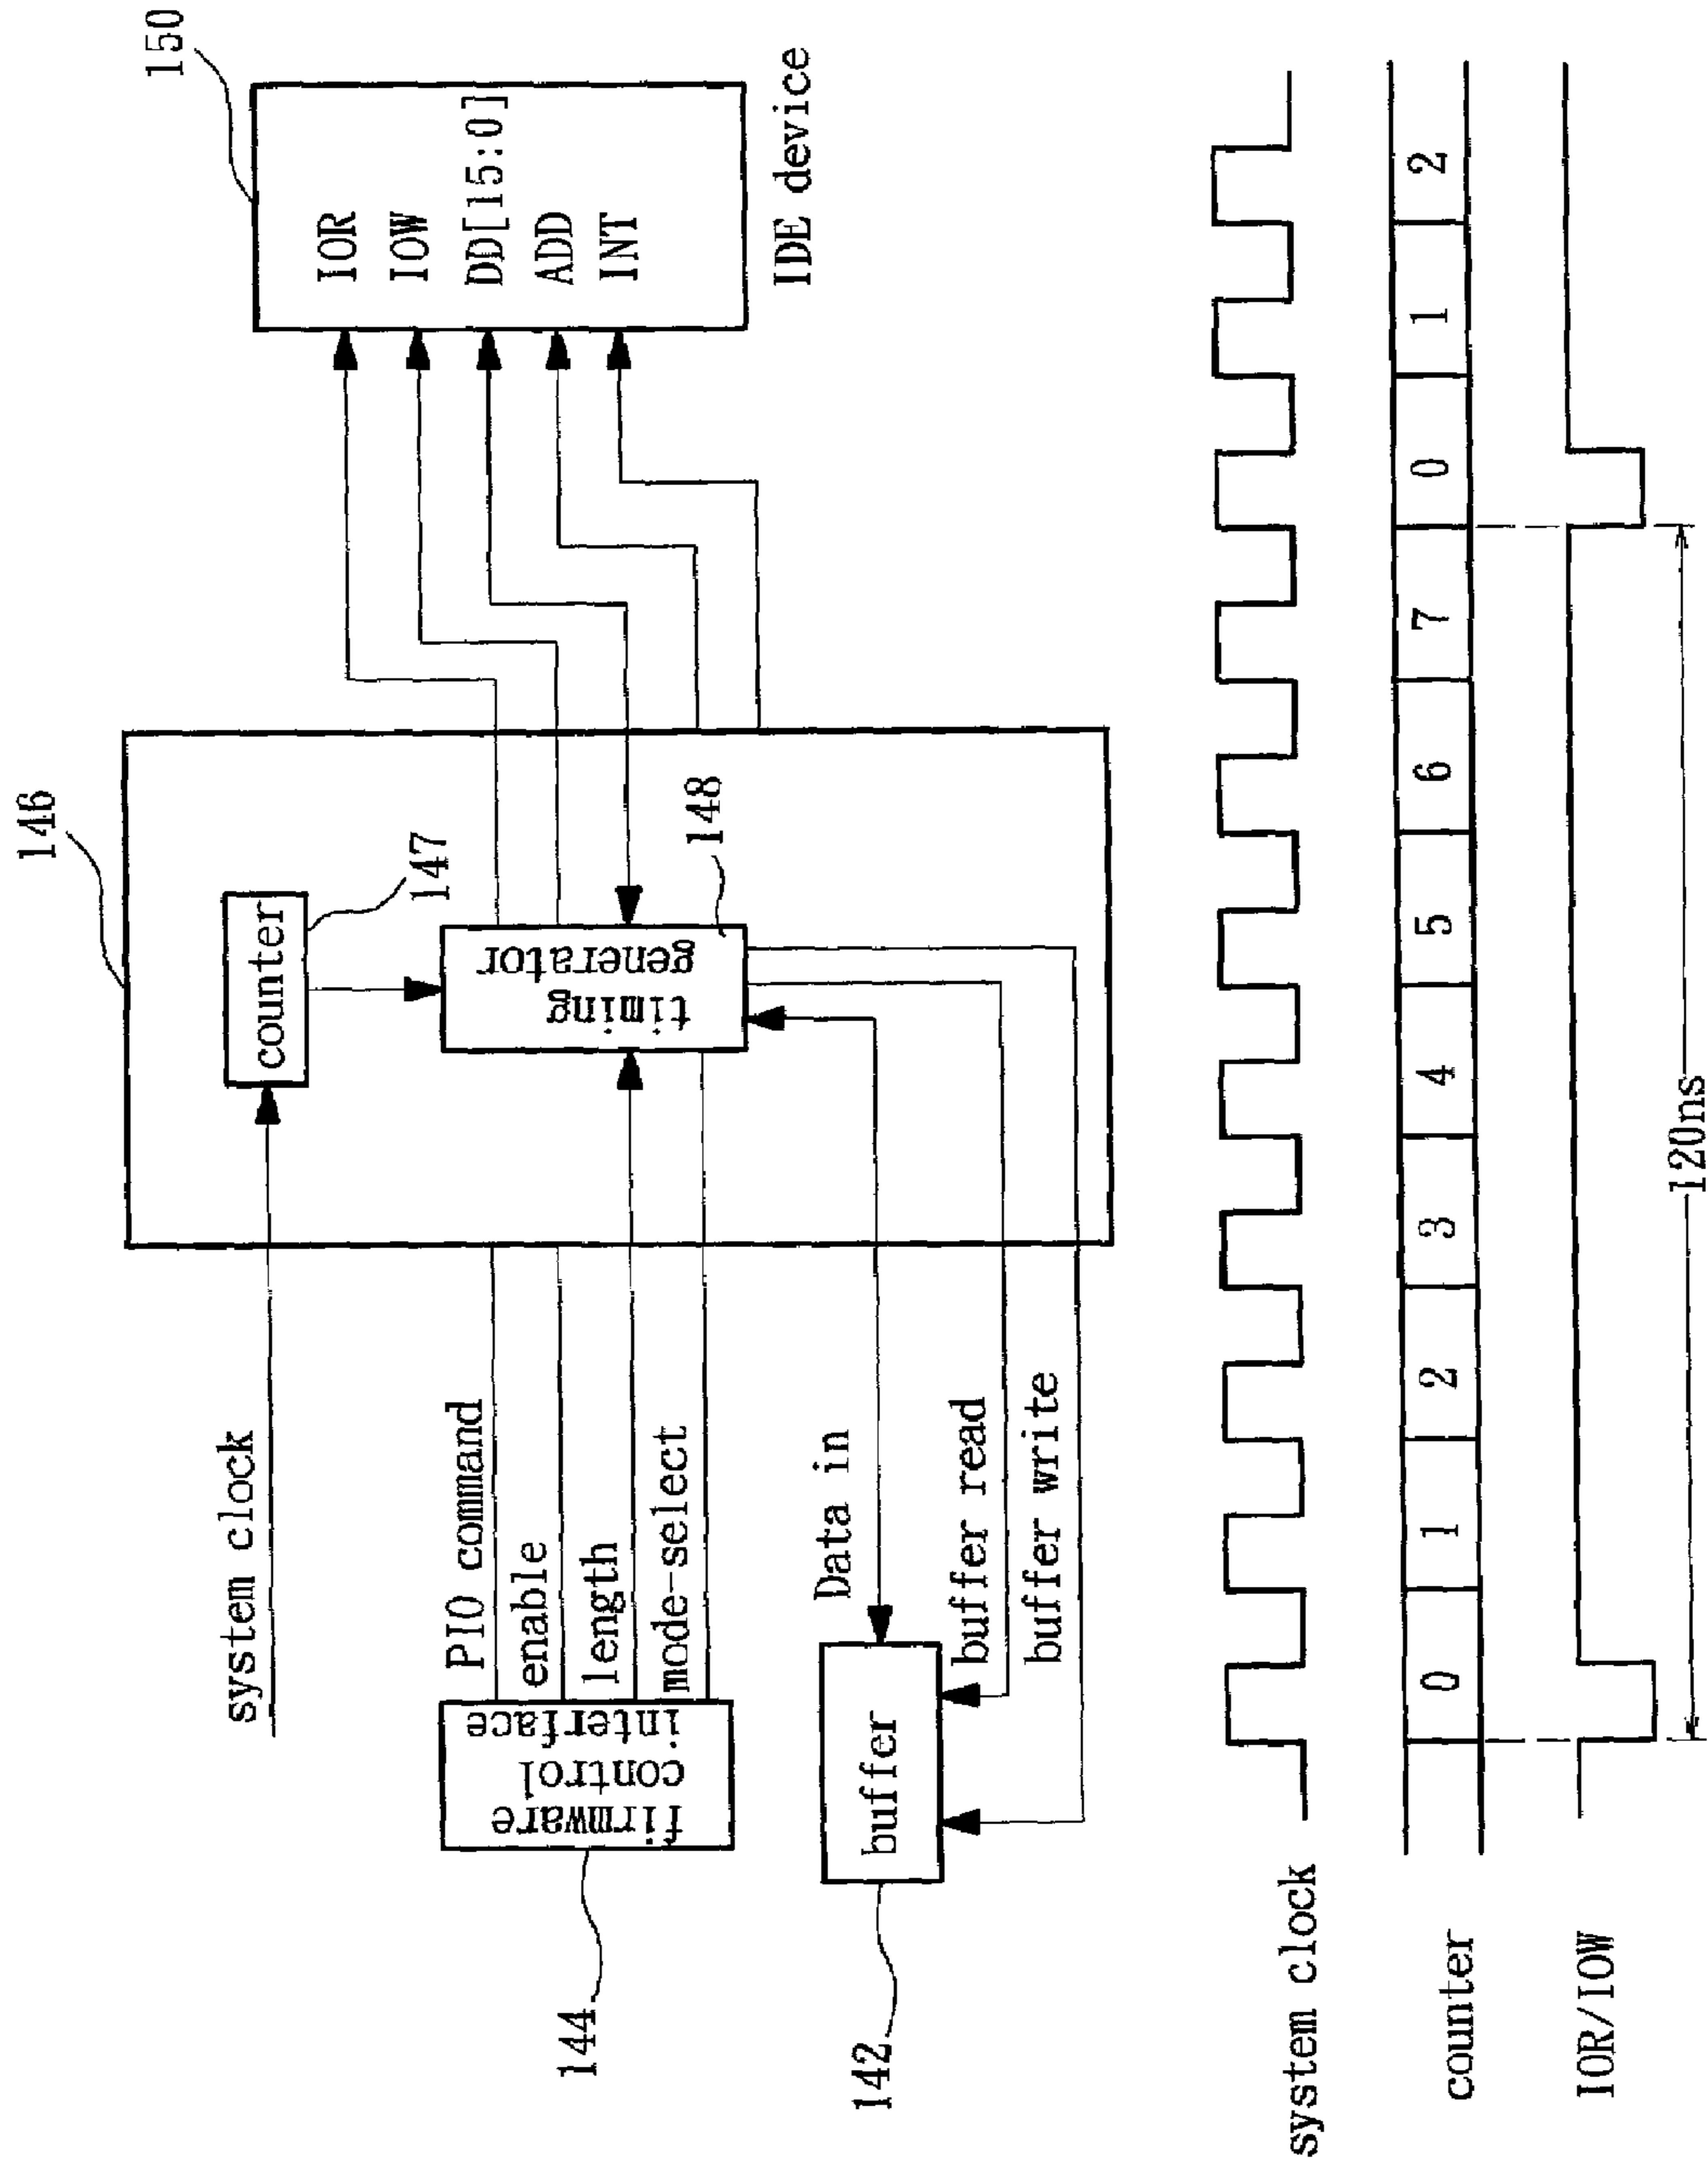 146
150
system clock
counter
147
IOR
IOW
DD[15:0]
ADD
INT
IDE device
144
firmware
control
interface
PIO command
enable
length
mode-select
timing
generator
148
142
buffer
Data in
buffer read
buffer write
system clock
counter
0 1 2 3 4 5 6 7 0 1 2
IOR/IOW
120ns